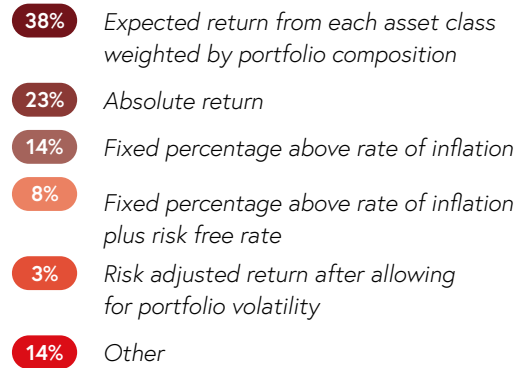 38% Expected return from each asset class
weighted by portfolio composition
23% Absolute return
14% Fixed percentage above rate of inflation
8% Fixed percentage above rate of inflation
plus risk free rate
3% Risk adjusted return after allowing
for portfolio volatility
14% Other